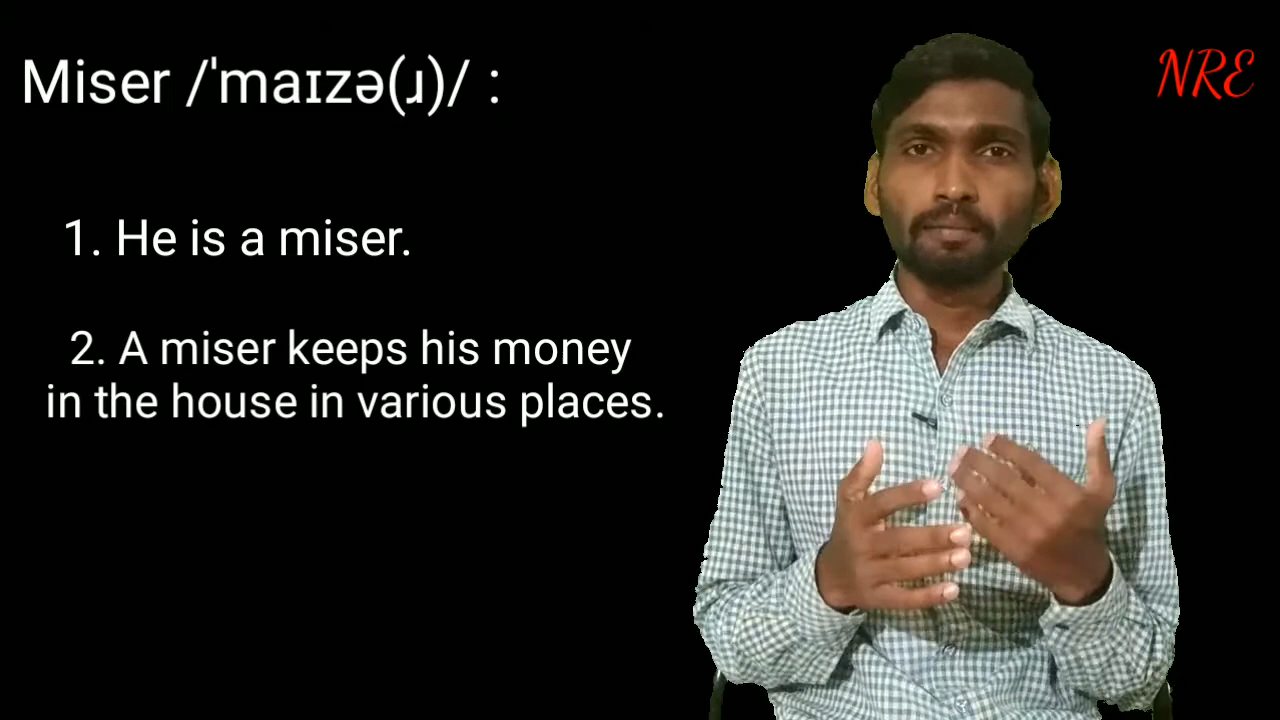 Miser /ˈmaɪzə(ɹ)/ :
NRE
1. He is a miser.
2. A miser keeps his money
in the house in various places.